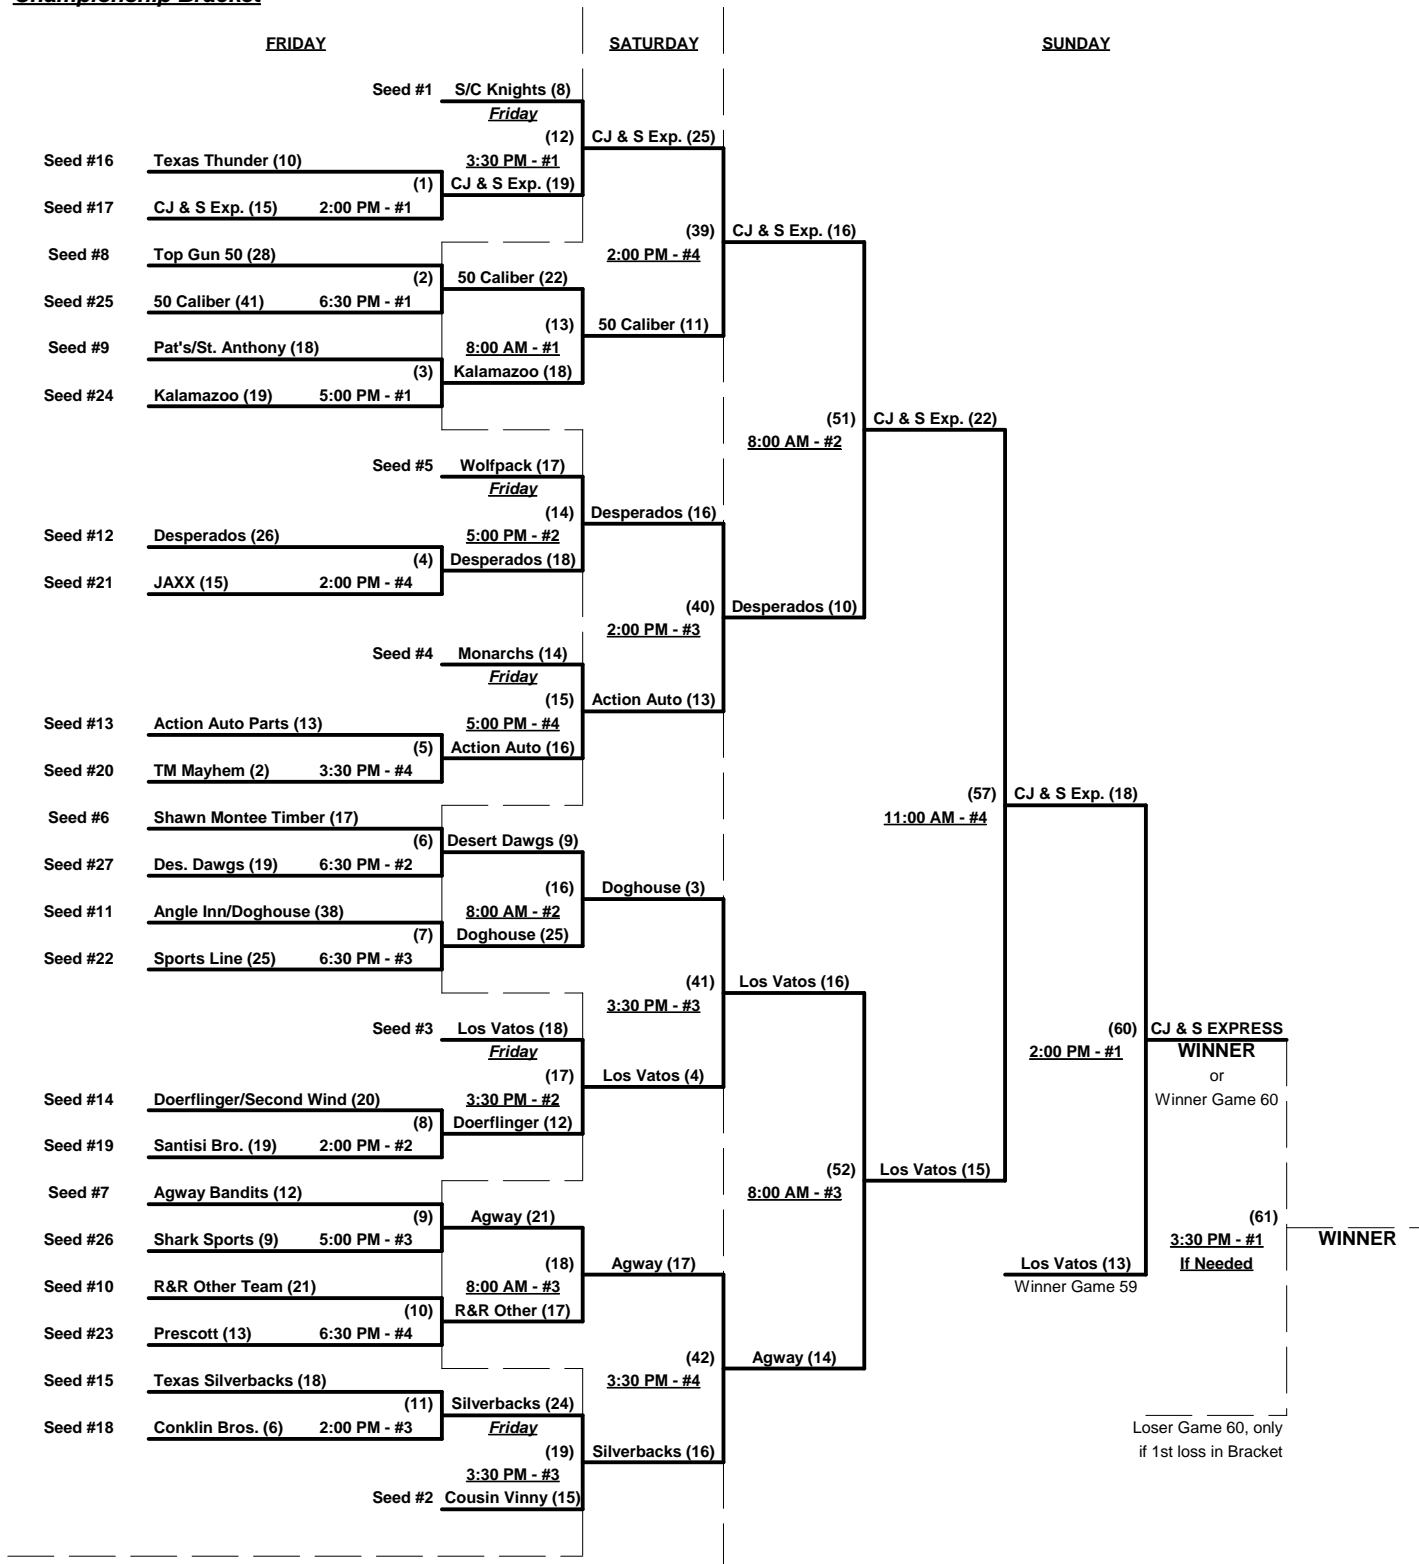 Championship Bracket
FRIDAY SATURDAY SUNDAY
Seed #1 S/C Knights (8)
Friday
(12) CJ & S Exp. (25)
Seed #16 Texas Thunder (10) 3:30 PM - #1
(1) CJ & S Exp. (19)
Seed #17 CJ & S Exp. (15) 2:00 PM - #1
(39) CJ & S Exp. (16)
Seed #8 Top Gun 50 (28) 2:00 PM - #4
(2) 50 Caliber (22)
Seed #25 50 Caliber (41) 6:30 PM - #1
(13) 50 Caliber (11)
Seed #9 Pat's/St. Anthony (18) 8:00 AM - #1
(3) Kalamazoo (18)
Seed #24 Kalamazoo (19) 5:00 PM - #1
(51) CJ & S Exp. (22)
8:00 AM - #2
Seed #5 Wolfpack (17)
Friday
(14) Desperados (16)
Seed #12 Desperados (26) 5:00 PM - #2
(4) Desperados (18)
Seed #21 JAXX (15) 2:00 PM - #4
(40) Desperados (10)
2:00 PM - #3
Seed #4 Monarchs (14)
Friday
(15) Action Auto (13)
Seed #13 Action Auto Parts (13) 5:00 PM - #4
(5) Action Auto (16)
Seed #20 TM Mayhem (2) 3:30 PM - #4
(57) CJ & S Exp. (18)
Seed #6 Shawn Montee Timber (17) 11:00 AM - #4
(6) Desert Dawgs (9)
Seed #27 Des. Dawgs (19) 6:30 PM - #2
(16) Doghouse (3)
Seed #11 Angle Inn/Doghouse (38) 8:00 AM - #2
(7) Doghouse (25)
Seed #22 Sports Line (25) 6:30 PM - #3
(41) Los Vatos (16)
3:30 PM - #3
Seed #3 Los Vatos (18) (60) CJ & S EXPRESS
Friday 2:00 PM - #1 WINNER
(17) Los Vatos (4) or
Seed #14 Doerflinger/Second Wind (20) 3:30 PM - #2 Winner Game 60
(8) Doerflinger (12)
Seed #19 Santisi Bro. (19) 2:00 PM - #2
(52) Los Vatos (15)
Seed #7 Agway Bandits (12) 8:00 AM - #3
(9) Agway (21) (61)
Seed #26 Shark Sports (9) 5:00 PM - #3 3:30 PM - #1 WINNER
(18) Agway (17) Los Vatos (13) If Needed
Seed #10 R&R Other Team (21) 8:00 AM - #3 Winner Game 59
(10) R&R Other (17)
Seed #23 Prescott (13) 6:30 PM - #4
(42) Agway (14)
Seed #15 Texas Silverbacks (18) 3:30 PM - #4
(11) Silverbacks (24)
Seed #18 Conklin Bros. (6) 2:00 PM - #3 Friday Loser Game 60, only
(19) Silverbacks (16) if 1st loss in Bracket
3:30 PM - #3
Seed #2 Cousin Vinny (15)